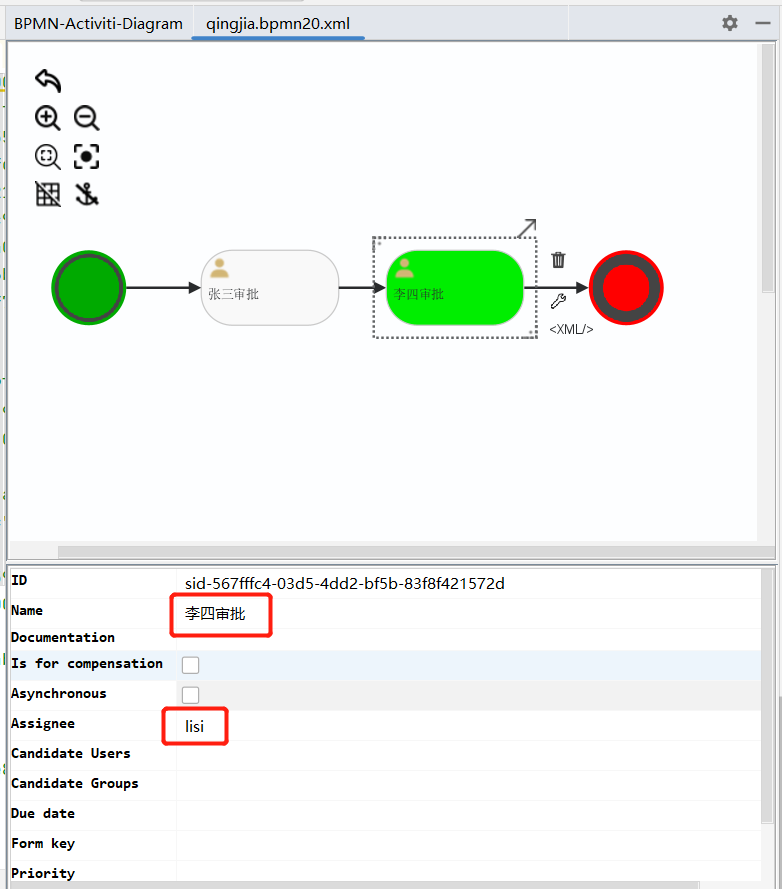 BPMN-Activiti-Diagram qingjia.bpmn20.xml
张三审批 李四审批
<XML/>
ID sid-567fffc4-03d5-4dd2-bf5b-83f8f421572d
Name 李四审批
Documentation
Is for compensation
Asynchronous
Assignee lisi
Candidate Users
Candidate Groups
Due date
Form key
Priority